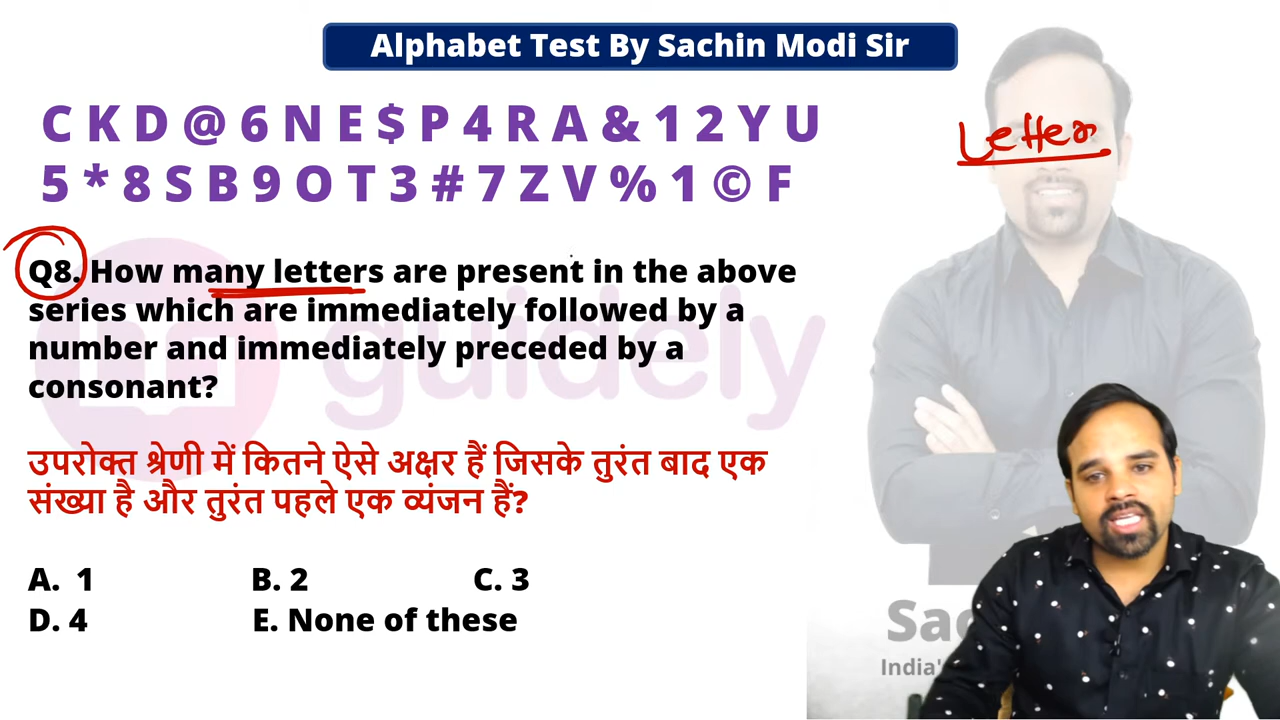 Alphabet Test By Sachin Modi Sir
C K D @ 6 N E $ P 4 R A & 1 2 Y U
5 * 8 S B 9 O T 3 # 7 Z V % 1 © F
Letter
Q8. How many letters are present in the above
series which are immediately followed by a
number and immediately preceded by a
consonant?
guidely
उपरोक्त श्रेणी में कितने ऐसे अक्षर हैं जिसके तुरंत बाद एक
संख्या है और तुरंत पहले एक व्यंजन हैं?
A. 1 B. 2 C. 3
D. 4 E. None of these
Sac
India'